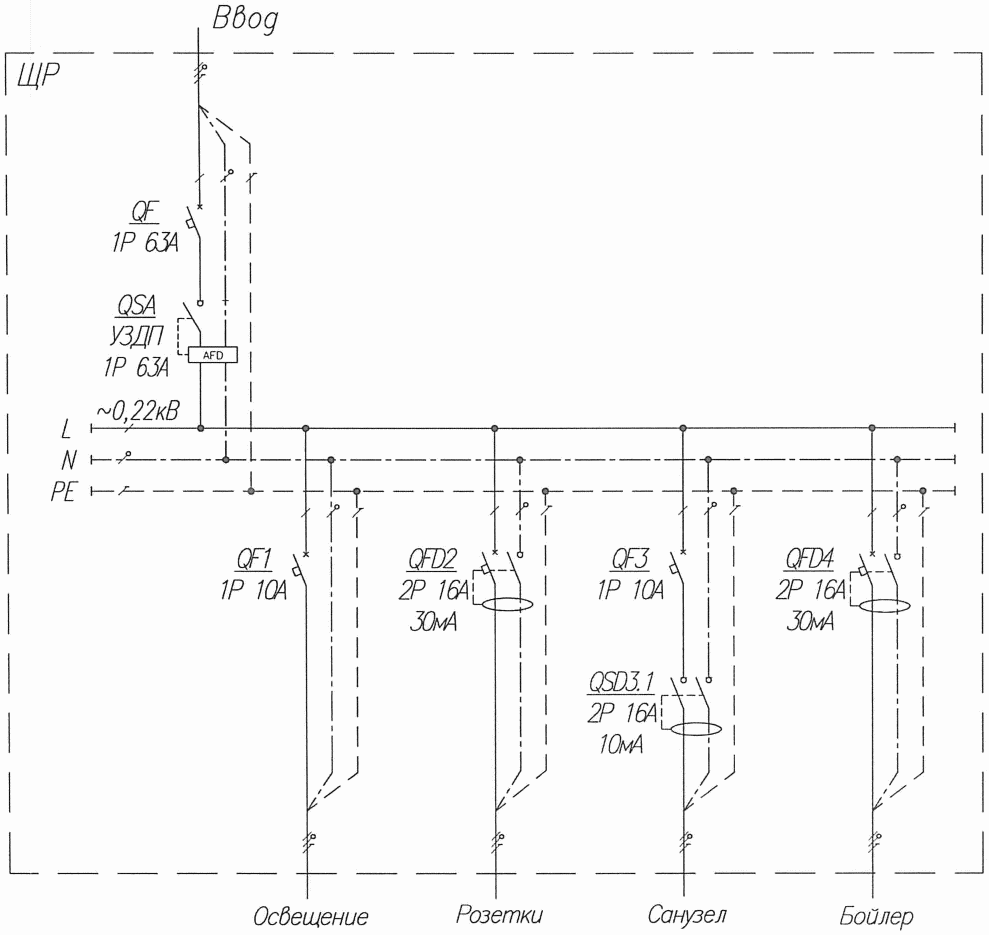 Ввод
ЩР
QF
1P 63A
QSA
УЗДП
1P 63A
AFD
~0,22кВ
L
N
PE
QF1
1P 10A
QFD2
2P 16A
30мА
QF3
1P 10A
QFD4
2P 16A
30мА
QSD3.1
2P 16A
10мА
Освещение
Розетки
Санузел
Бойлер